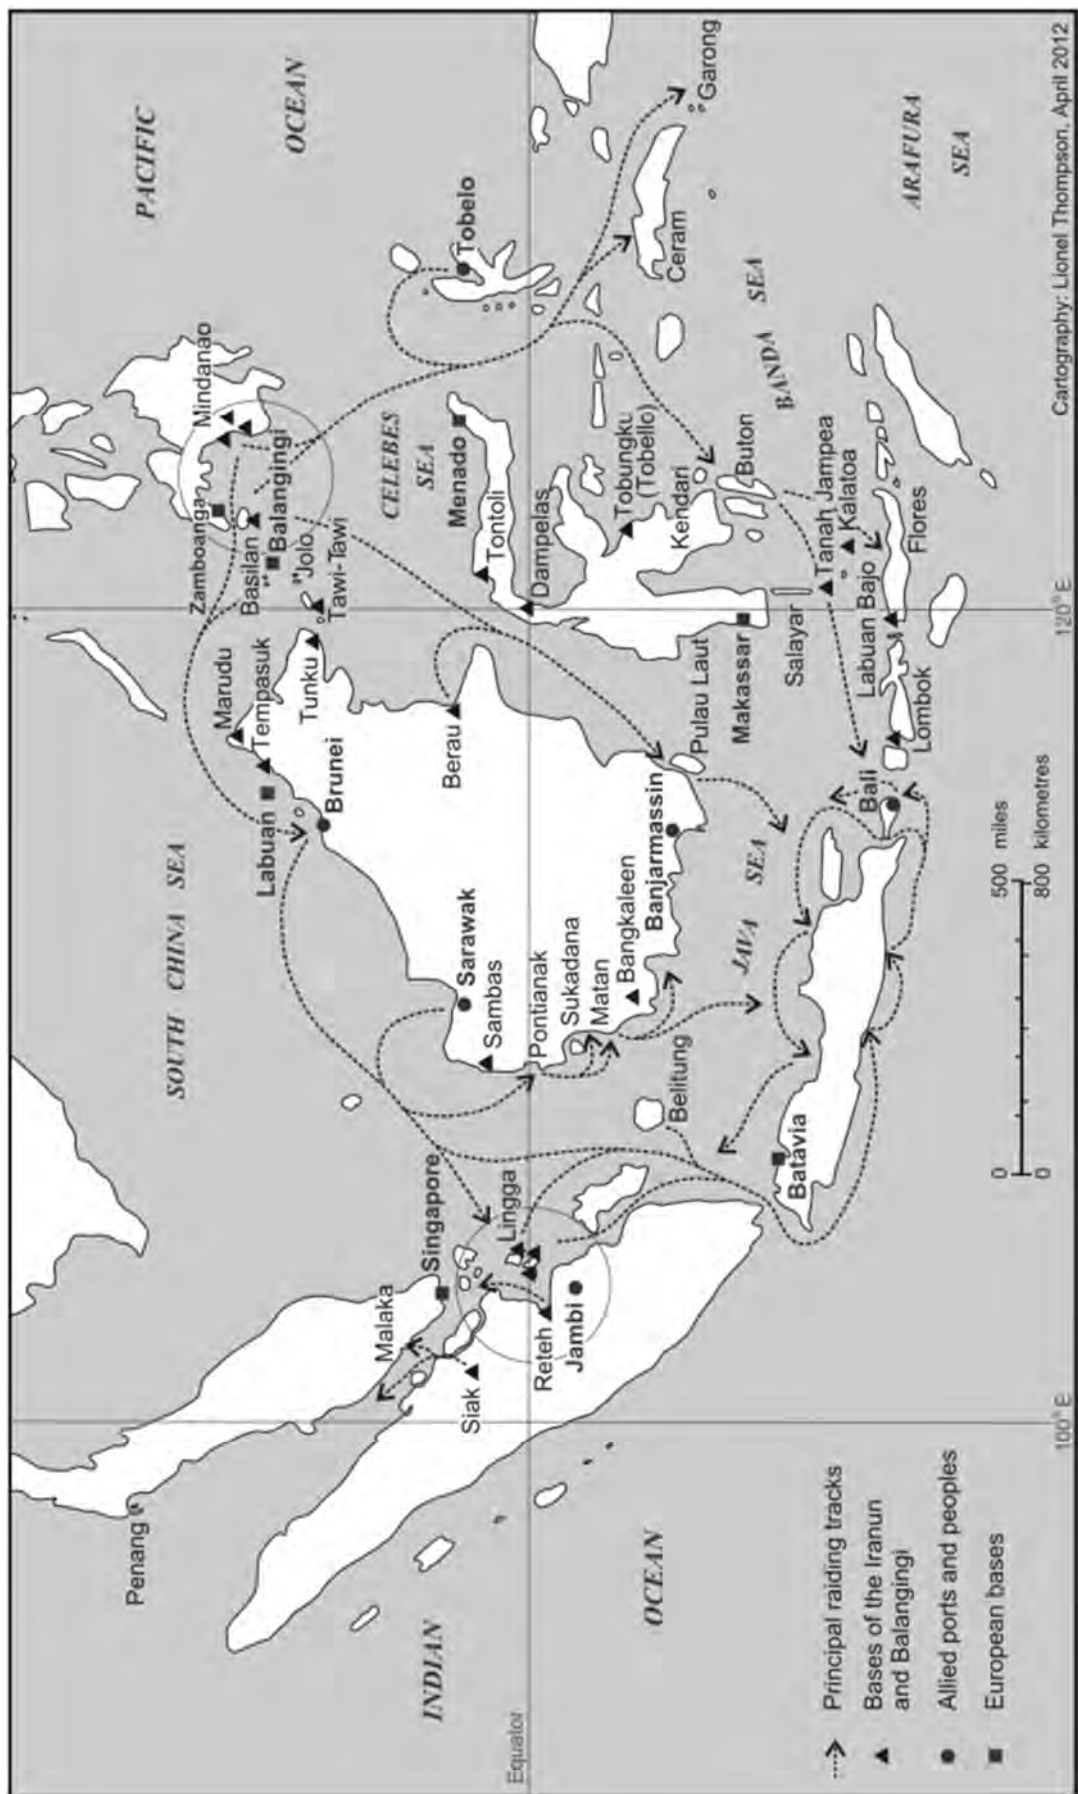 PACIFIC
OCEAN
SOUTH CHINA SEA
CELEBES
SEA
BANDA SEA
ARAFURA
SEA
JAVA SEA
INDIAN
OCEAN
Equator
100°E
120°E
Penang
Malaka
Singapore
Siak
Reteh
Jambi
Lingga
Belitung
Batavia
Sarawak
Sambas
Pontianak
Sukadana
Matan
Bangkaleen
Banjarmassin
Pulau Laut
Berau
Brunei
Labuan
Tempasuk
Marudu
Tunku
Tawi-Tawi
Jolo
Balangingi
Basilan
Zamboanga
Mindanao
Menado
Tontoli
Dampelas
Tobungku
(Tobello)
Kendari
Buton
Makassar
Salayar
Tanah Jampea
Kalatoa
Labuan Bajo
Flores
Lombok
Bali
Tobelo
Ceram
Garong
Principal raiding tracks
Bases of the Iranun
and Balangingi
Allied ports and peoples
European bases
0 500 miles
0 800 kilometres
Cartography: Lionel Thompson, April 2012